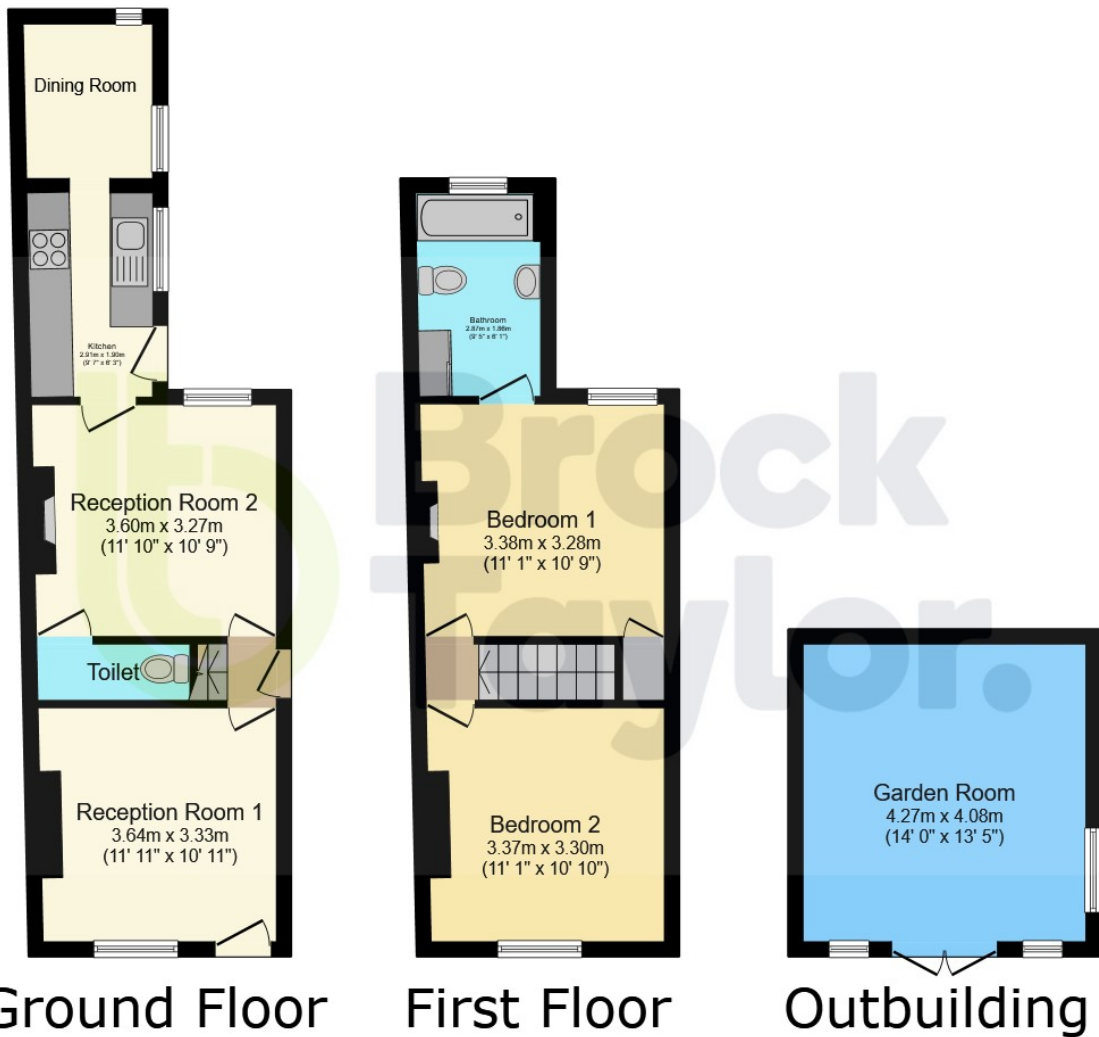 Dining Room
Kitchen
2.91m x 1.90m
(9' 7" x 6' 3")
Reception Room 2
3.60m x 3.27m
(11' 10" x 10' 9")
Toilet
Reception Room 1
3.64m x 3.33m
(11' 11" x 10' 11")
Ground Floor
Bathroom
2.87m x 1.86m
(9' 5" x 6' 1")
Bedroom 1
3.38m x 3.28m
(11' 1" x 10' 9")
Bedroom 2
3.37m x 3.30m
(11' 1" x 10' 10")
First Floor
Garden Room
4.27m x 4.08m
(14' 0" x 13' 5")
Outbuilding
Brock
Taylor.